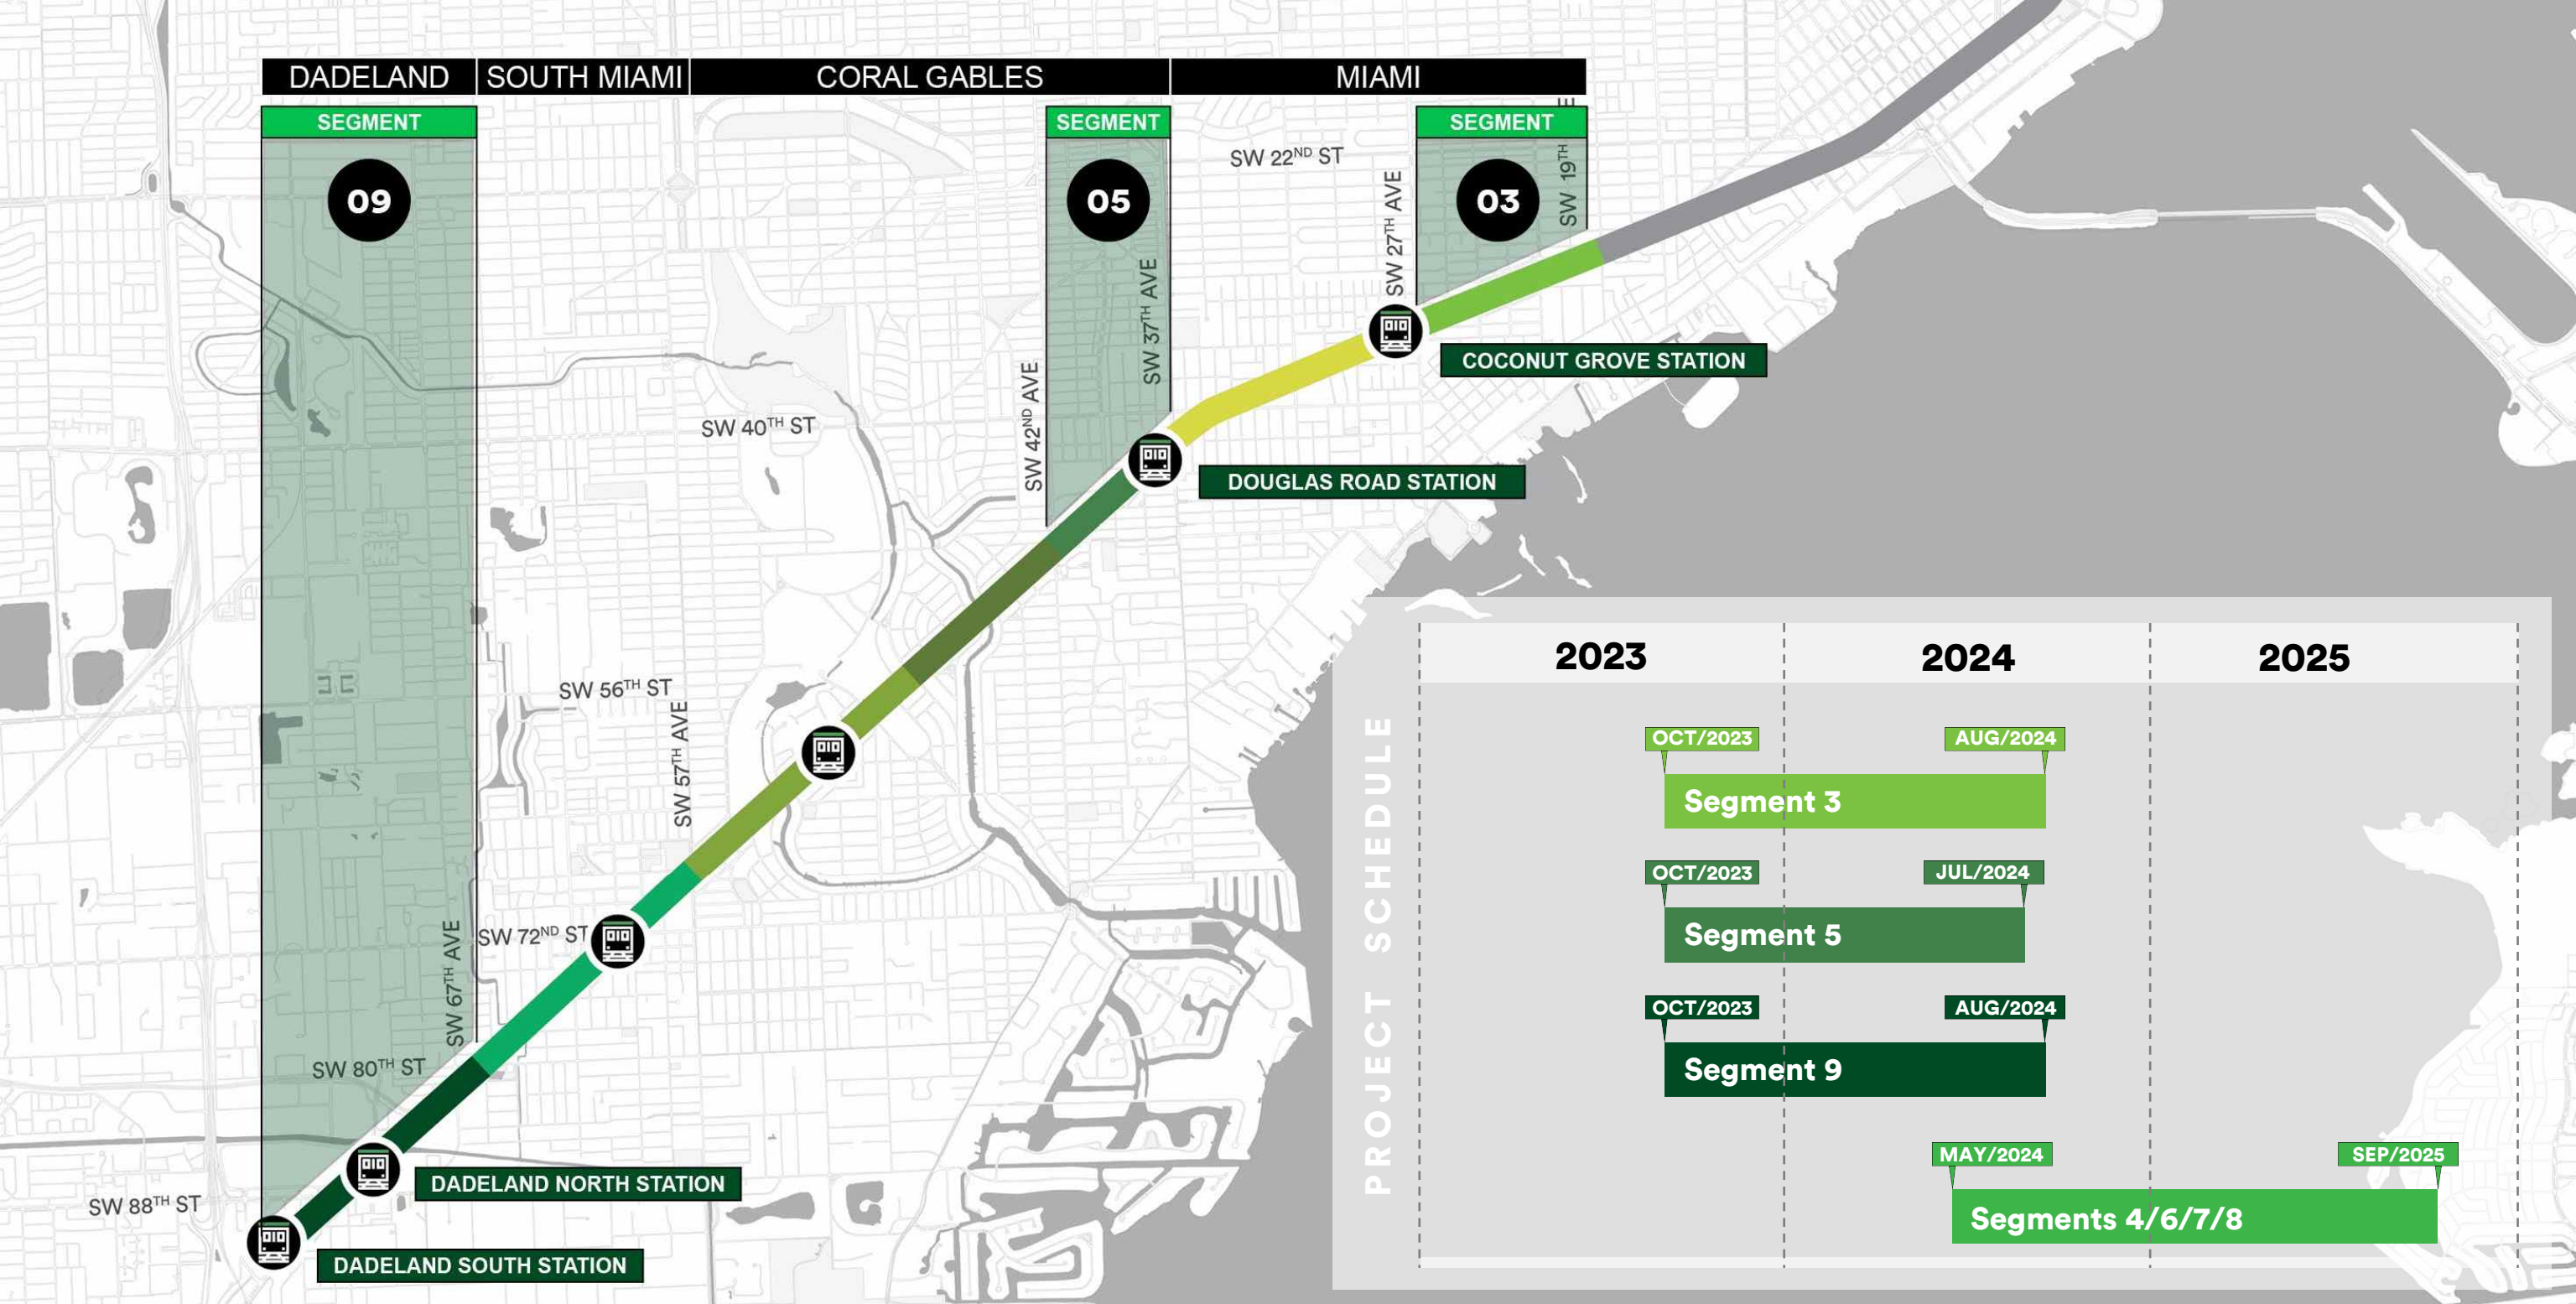 DADELAND
SOUTH MIAMI
CORAL GABLES
MIAMI
SEGMENT
09
SEGMENT
05
SEGMENT
03
SW 22ND ST
SW 19TH
SW 27TH AVE
SW 37TH AVE
SW 42ND AVE
COCONUT GROVE STATION
SW 40TH ST
DOUGLAS ROAD STATION
SW 56TH ST
SW 57TH AVE
SW 72ND ST
SW 67TH AVE
SW 80TH ST
SW 88TH ST
DADELAND NORTH STATION
DADELAND SOUTH STATION
PROJECT SCHEDULE
2023
2024
2025
OCT/2023
AUG/2024
Segment 3
OCT/2023
JUL/2024
Segment 5
OCT/2023
AUG/2024
Segment 9
MAY/2024
SEP/2025
Segments 4/6/7/8